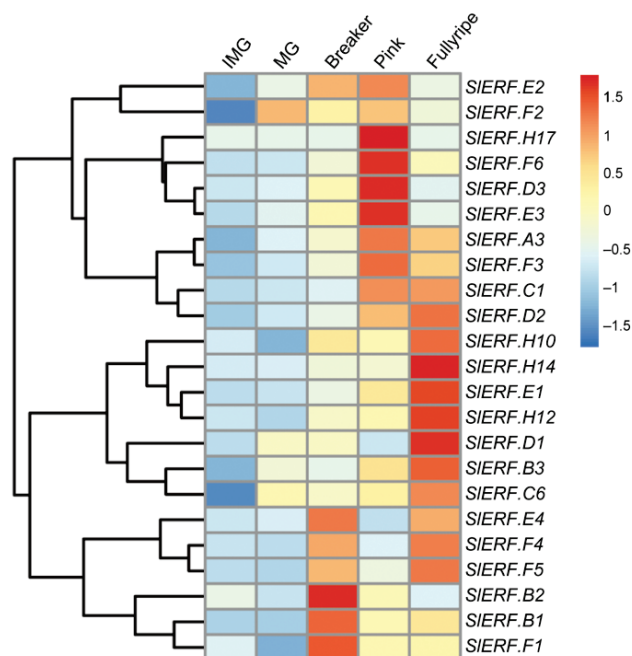 IMG MG Breaker Pink Fullyripe
SlERF.E2
SlERF.F2
SlERF.H17
SlERF.F6
SlERF.D3
SlERF.E3
SlERF.A3
SlERF.F3
SlERF.C1
SlERF.D2
SlERF.H10
SlERF.H14
SlERF.E1
SlERF.H12
SlERF.D1
SlERF.B3
SlERF.C6
SlERF.E4
SlERF.F4
SlERF.F5
SlERF.B2
SlERF.B1
SlERF.F1
1.5
1
0.5
0
−0.5
−1
−1.5